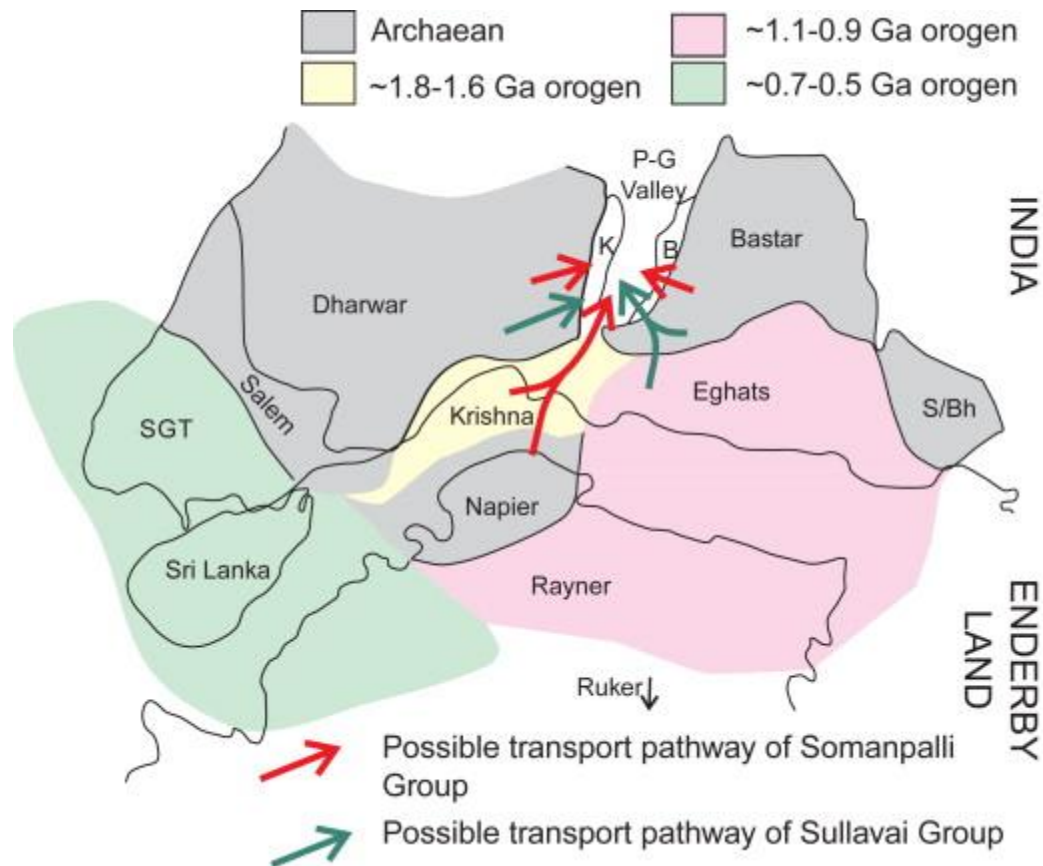 Archaean
~1.1-0.9 Ga orogen
~1.8-1.6 Ga orogen
~0.7-0.5 Ga orogen
P-G
Valley
K
B
Bastar
Dharwar
INDIA
Salem
SGT
Krishna
Eghats
S/Bh
Napier
Sri Lanka
Rayner
ENDERBY
LAND
Ruker
Possible transport pathway of Somanpalli
Group
Possible transport pathway of Sullavai Group